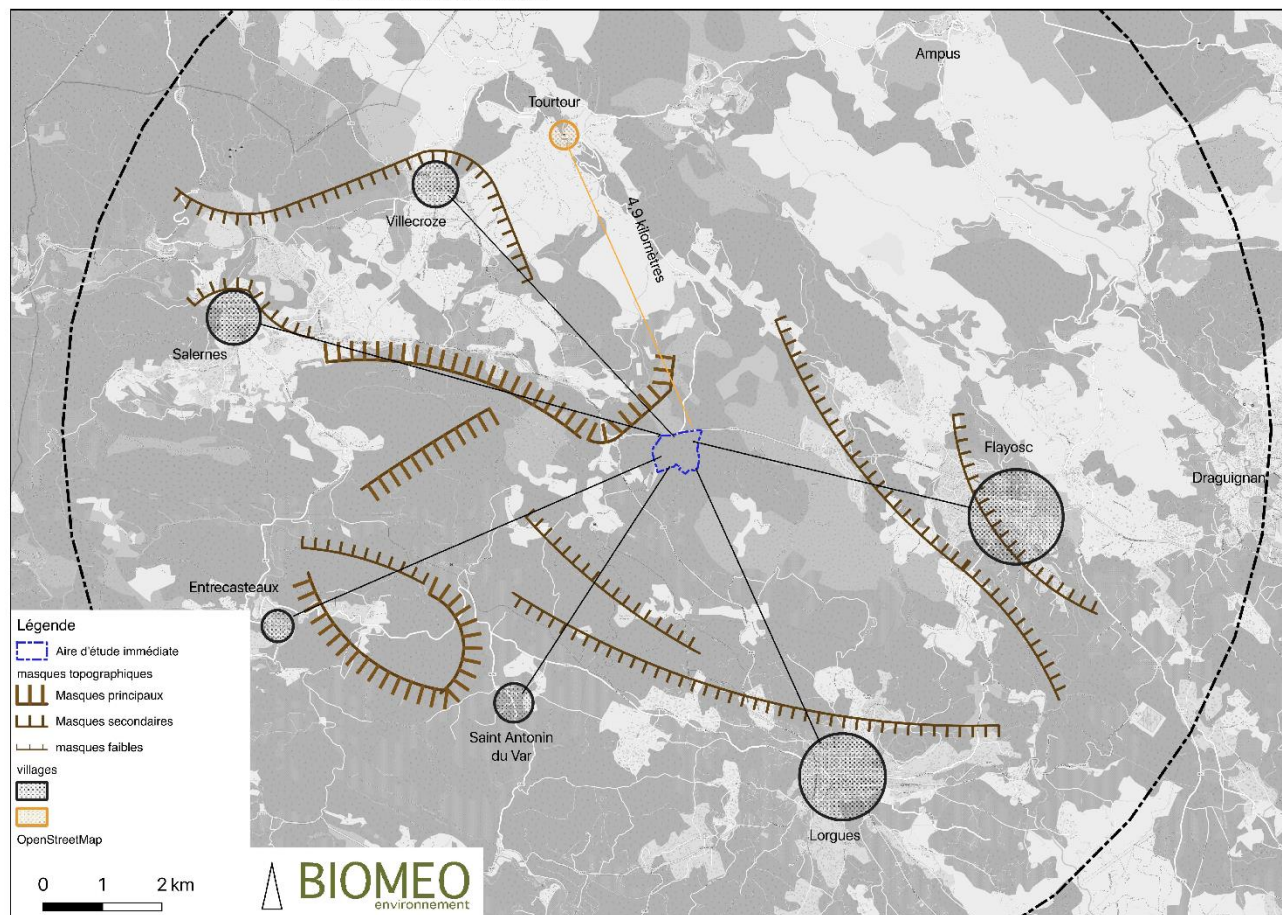 Ampus
Tourtour
Villecroze
4,9 kilomètres
Salernes
Flayosc
Draguignan
Entrecasteaux
Saint Antonin
du Var
Lorgues
Légende
Aire d'étude immédiate
masques topographiques
Masques principaux
Masques secondaires
masques faibles
villages
OpenStreetMap
0 1 2 km
BIOMEO
environnement